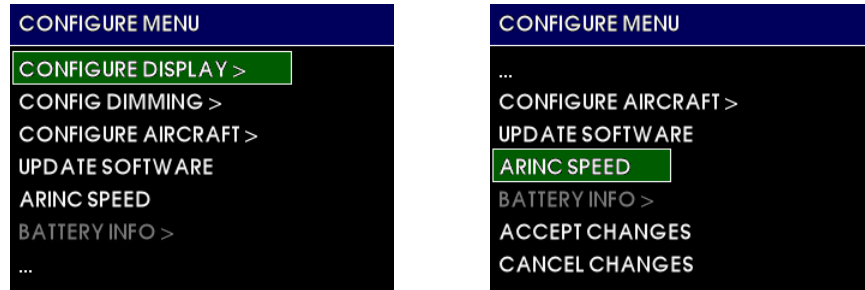 CONFIGURE MENU
CONFIGURE DISPLAY >
CONFIG DIMMING >
CONFIGURE AIRCRAFT >
UPDATE SOFTWARE
ARINC SPEED
BATTERY INFO >
...
CONFIGURE MENU
...
CONFIGURE AIRCRAFT >
UPDATE SOFTWARE
ARINC SPEED
BATTERY INFO >
ACCEPT CHANGES
CANCEL CHANGES